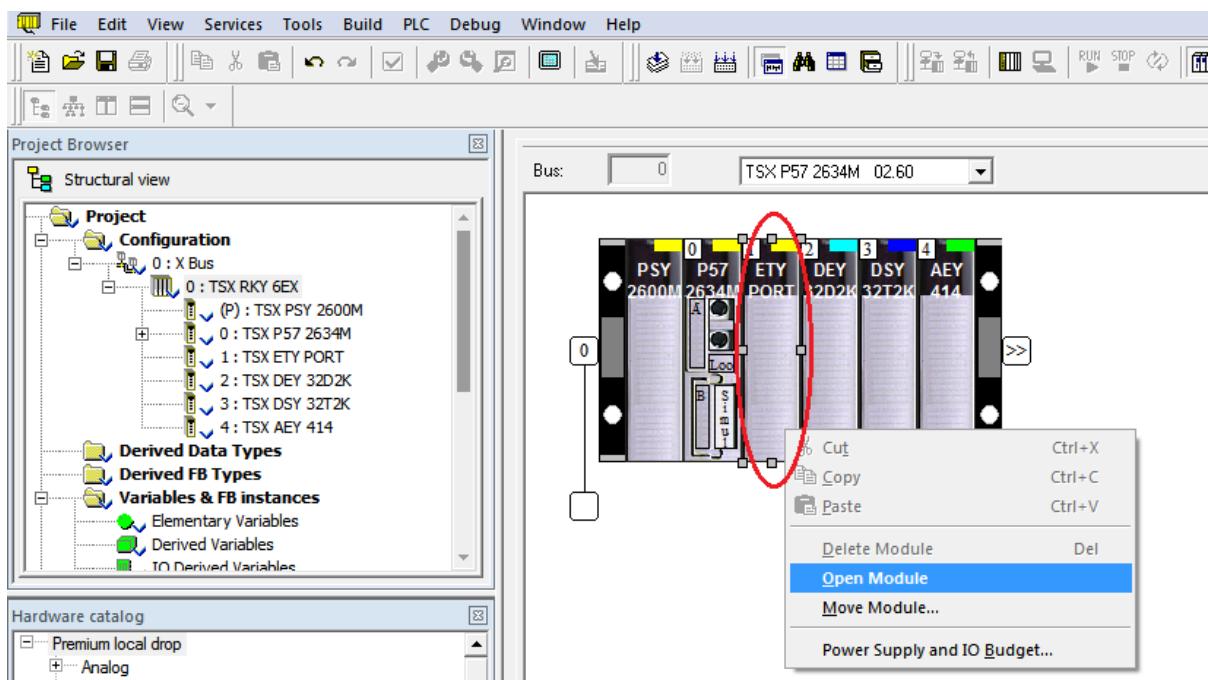 File Edit View Services Tools Build PLC Debug Window Help
RUN STOP
Project Browser
Structural view
Project
Configuration
0 : X Bus
0 : TSX RKY 6EX
(P) : TSX PSY 2600M
0 : TSX P57 2634M
1 : TSX ETY PORT
2 : TSX DEY 32D2K
3 : TSX DSY 32T2K
4 : TSX AEY 414
Derived Data Types
Derived FB Types
Variables & FB instances
Elementary Variables
Derived Variables
IO Derived Variables
Hardware catalog
Premium local drop
Analog
Bus: 0 TSX P57 2634M 02.60
0 1 2 3 4
PSY P57 ETY DEY DSY AEY
2600M 2634M PORT 32D2K 32T2K 414
A
Loo
B Simul
0 >>
Cut Ctrl+X
Copy Ctrl+C
Paste Ctrl+V
Delete Module Del
Open Module
Move Module...
Power Supply and IO Budget...